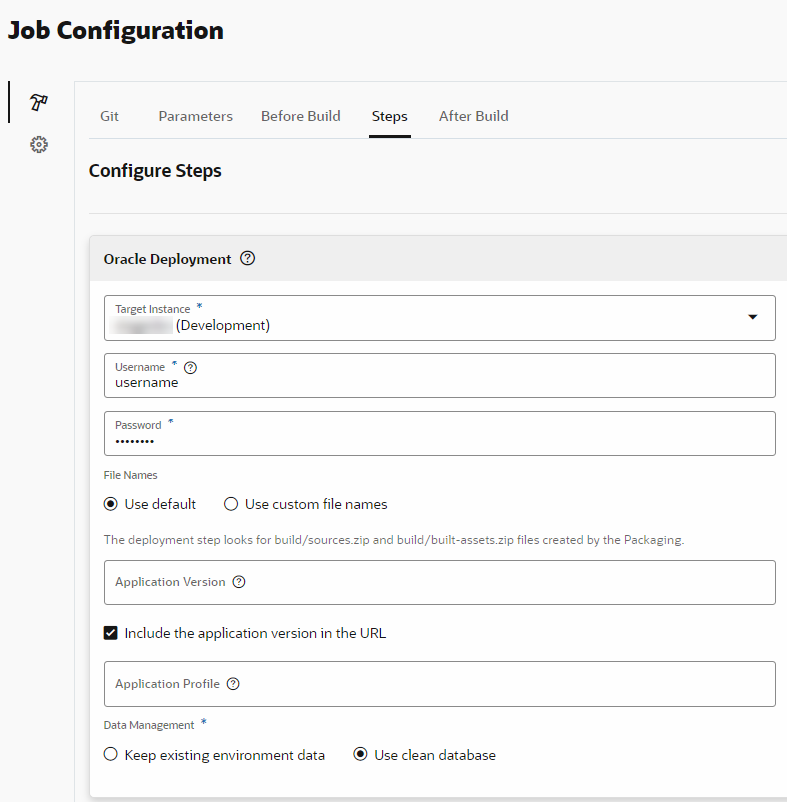 Job Configuration
Git Parameters Before Build Steps After Build
Configure Steps
Oracle Deployment ?
Target Instance *
(Development)
Username * ?
username
Password *
••••••••
File Names
Use default Use custom file names
The deployment step looks for build/sources.zip and build/built-assets.zip files created by the Packaging.
Application Version ?
Include the application version in the URL
Application Profile ?
Data Management *
Keep existing environment data Use clean database